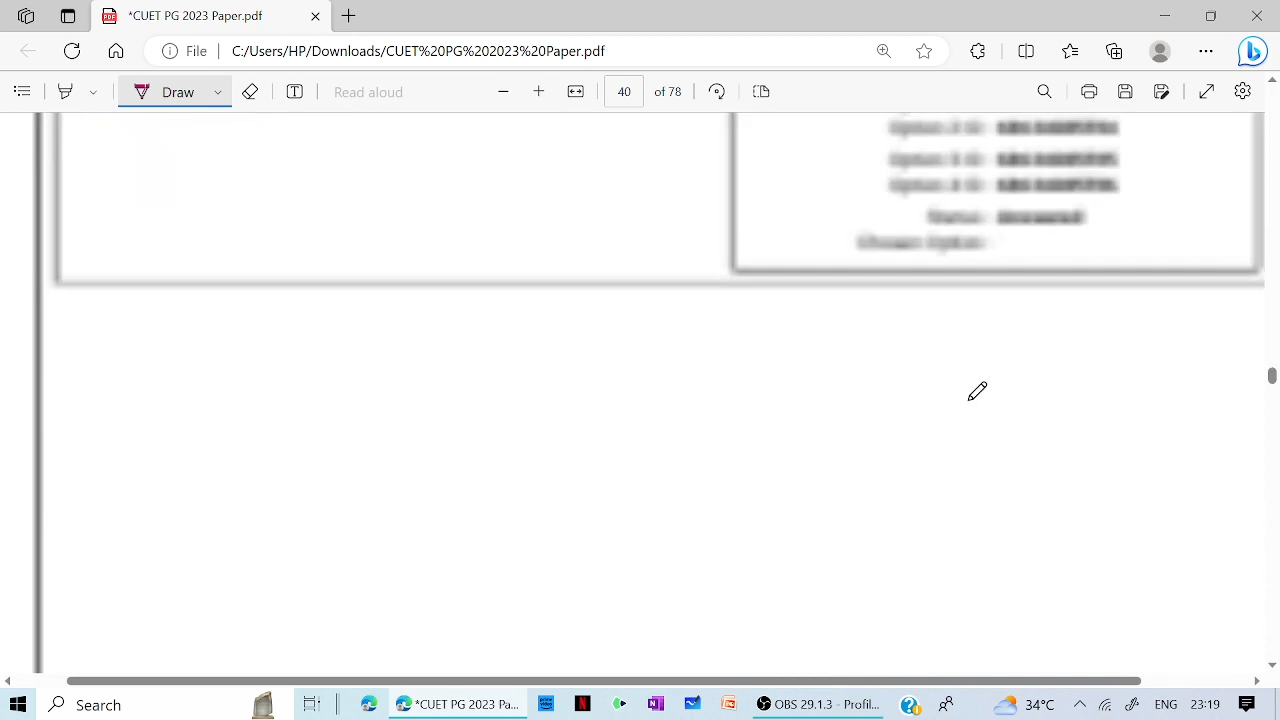 *CUET PG 2023 Paper.pdf
File
C:/Users/HP/Downloads/CUET%20PG%202023%20Paper.pdf
Draw
Read aloud
40
of 78
Search
*CUET PG 2023 Pa...
OBS 29.1.3 - Profil...
34°C
ENG
23:19